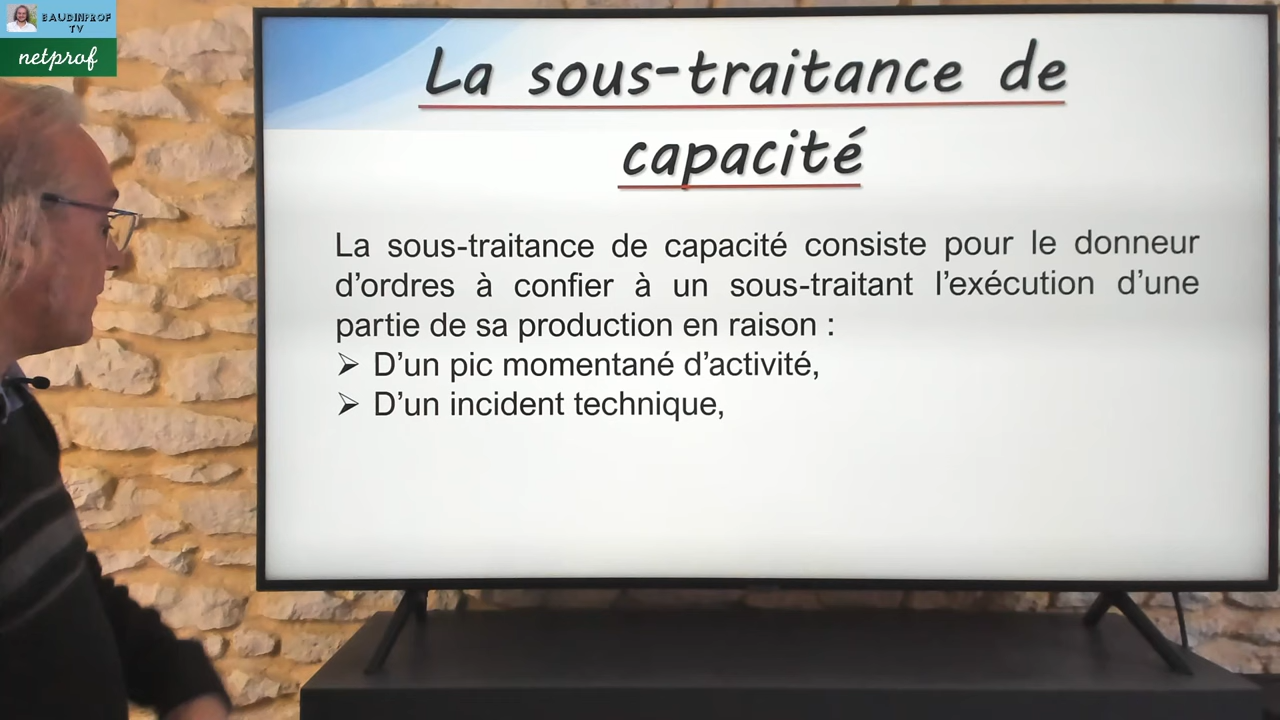 BAUDINPROF
TV
netprof
La sous-traitance de
capacité
La sous-traitance de capacité consiste pour le donneur
d’ordres à confier à un sous-traitant l’exécution d’une
partie de sa production en raison :
➢ D’un pic momentané d’activité,
➢ D’un incident technique,